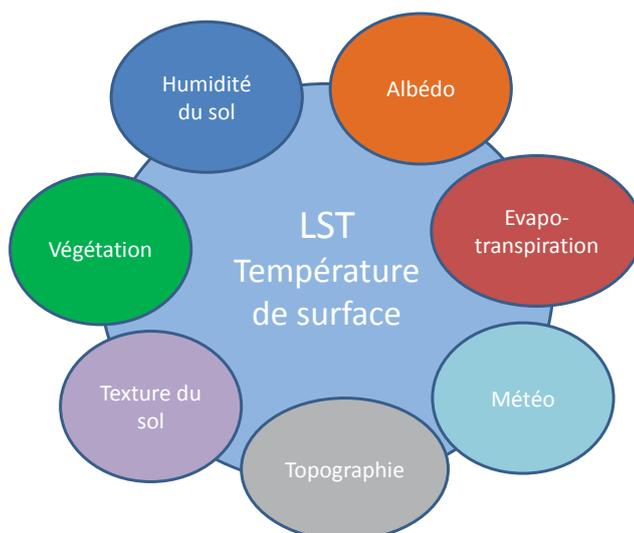 Humidité
du sol
Albédo
Végétation
LST
Température
de surface
Evapo-
transpiration
Texture du
sol
Météo
Topographie